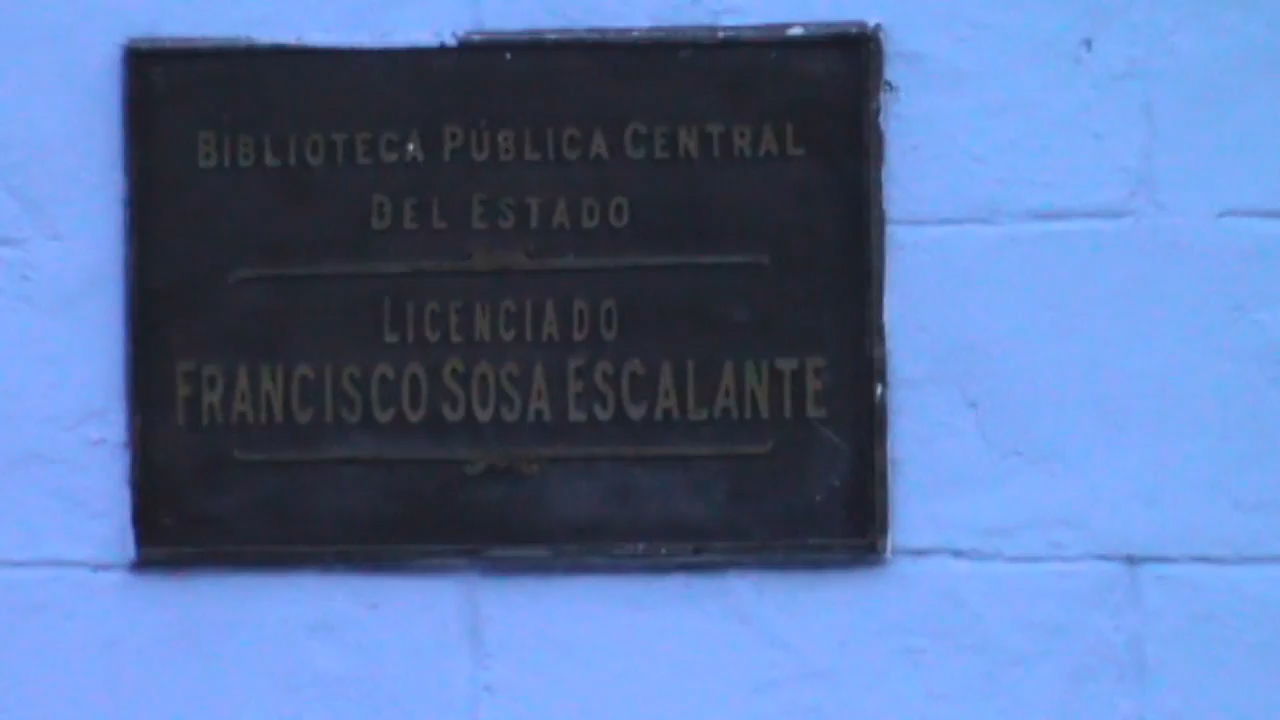 BIBLIOTECA PÚBLICA CENTRAL
DEL ESTADO
LICENCIADO
FRANCISCO SOSA ESCALANTE